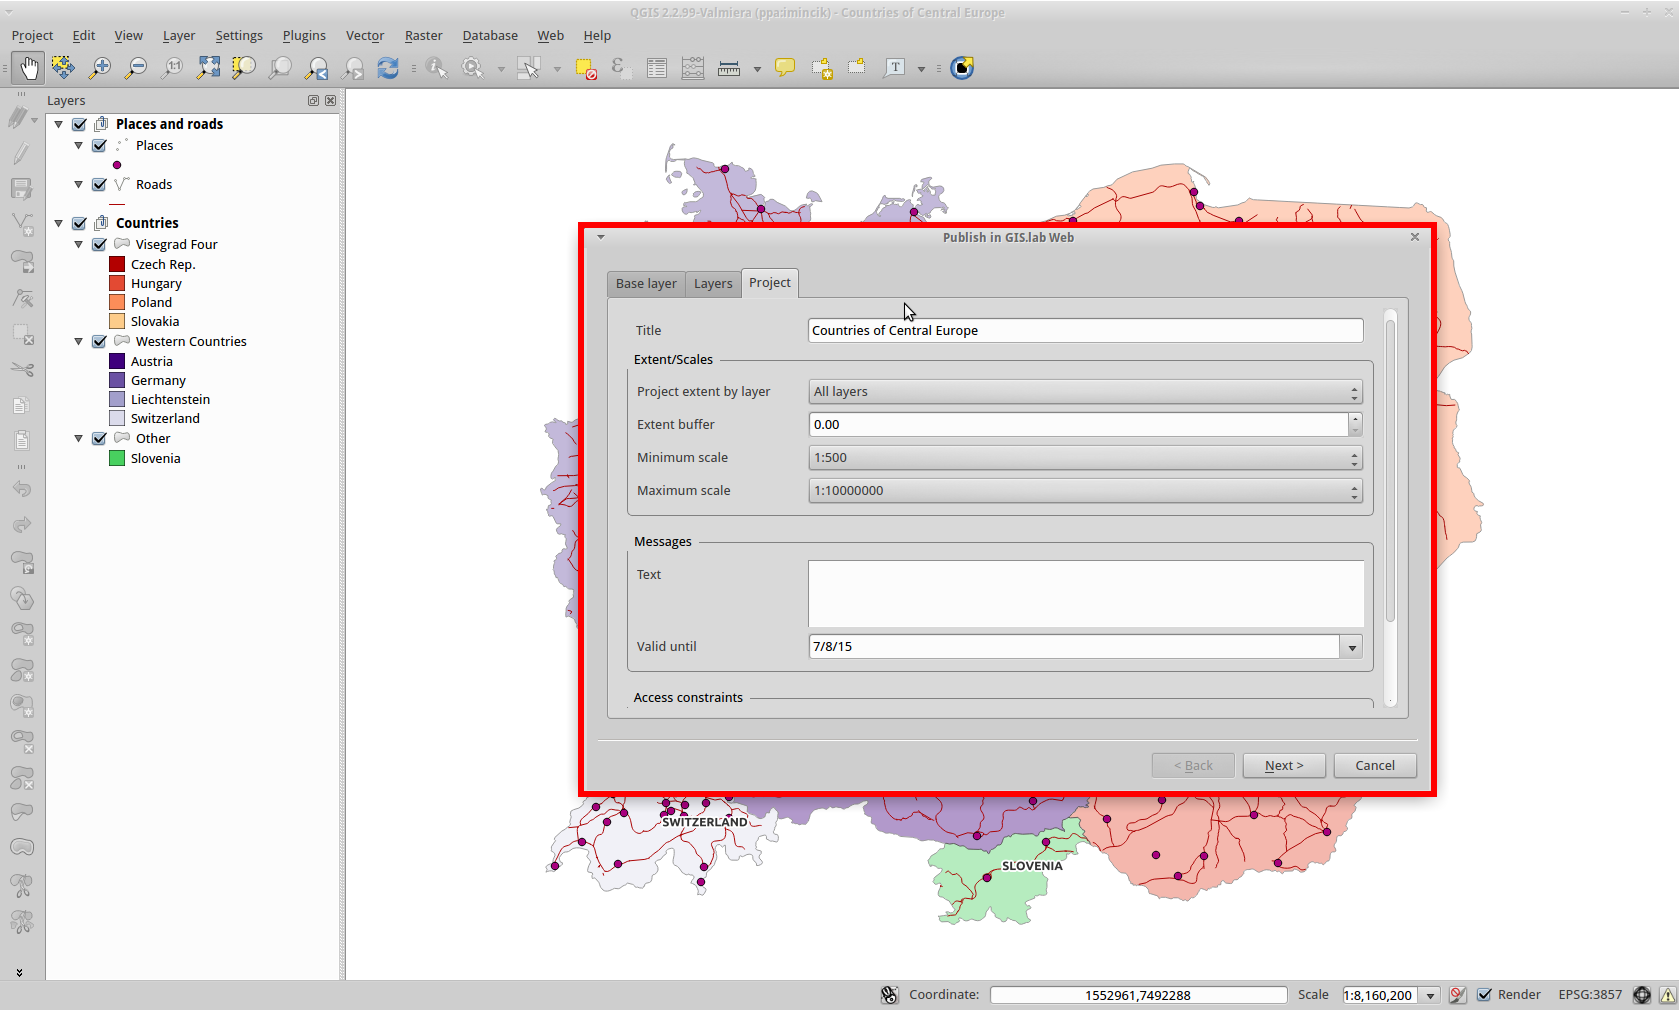 QGIS 2.2.99-Valmiera (ppa:imincik) - Countries of Central Europe
Project Edit View Layer Settings Plugins Vector Raster Database Web Help
1:1
T
Layers
Places and roads
Places
Roads
Countries
Visegrad Four
Czech Rep.
Hungary
Poland
Slovakia
Western Countries
Austria
Germany
Liechtenstein
Switzerland
Other
Slovenia
Publish in GIS.lab Web
Base layer Layers Project
Title Countries of Central Europe
Extent/Scales
Project extent by layer All layers
Extent buffer 0.00
Minimum scale 1:500
Maximum scale 1:10000000
Messages
Text
Valid until 7/8/15
Access constraints
< Back Next > Cancel
SWITZERLAND
SLOVENIA
Coordinate: 1552961,7492288 Scale 1:8,160,200 Render EPSG:3857